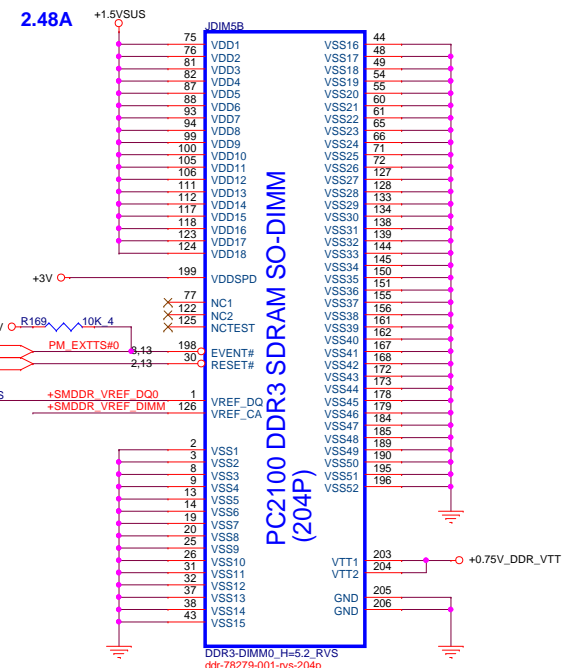 2.48A
+1.5VSUS
JDIM5B
75 VDD1
76 VDD2
81 VDD3
82 VDD4
87 VDD5
88 VDD6
93 VDD7
94 VDD8
99 VDD9
100 VDD10
105 VDD11
106 VDD12
111 VDD13
112 VDD14
117 VDD15
118 VDD16
123 VDD17
124 VDD18
+3V
199 VDDSPD
77 NC1
122 NC2
125 NCTEST
R169 10K_4
PM_EXTTS#0
3,13
198 EVENT#
2,13
30 RESET#
+SMDDR_VREF_DQ0
1 VREF_DQ
+SMDDR_VREF_DIMM
126 VREF_CA
2 VSS1
3 VSS2
8 VSS3
9 VSS4
13 VSS5
14 VSS6
19 VSS7
20 VSS8
25 VSS9
26 VSS10
31 VSS11
32 VSS12
37 VSS13
38 VSS14
43 VSS15
PC2100 DDR3 SDRAM SO-DIMM
(204P)
VSS16 44
VSS17 48
VSS18 49
VSS19 54
VSS20 55
VSS21 60
VSS22 61
VSS23 65
VSS24 66
VSS25 71
VSS26 72
VSS27 127
VSS28 128
VSS29 133
VSS30 134
VSS31 138
VSS32 139
VSS33 144
VSS34 145
VSS35 150
VSS36 151
VSS37 155
VSS38 156
VSS39 161
VSS40 162
VSS41 167
VSS42 168
VSS43 172
VSS44 173
VSS45 178
VSS46 179
VSS47 184
VSS48 185
VSS49 189
VSS50 190
VSS51 195
VSS52 196
VTT1 203
VTT2 204
+0.75V_DDR_VTT
GND 205
GND 206
DDR3-DIMM0_H=5.2_RVS
ddr-78279-001-rvs-204p